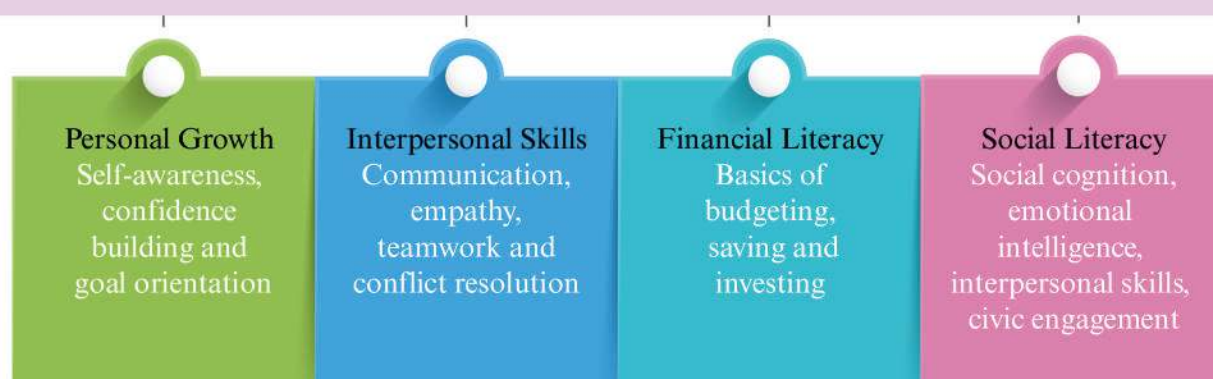 Personal Growth
Self-awareness,
confidence
building and
goal orientation
Interpersonal Skills
Communication,
empathy,
teamwork and
conflict resolution
Financial Literacy
Basics of
budgeting,
saving and
investing
Social Literacy
Social cognition,
emotional
intelligence,
interpersonal skills,
civic engagement